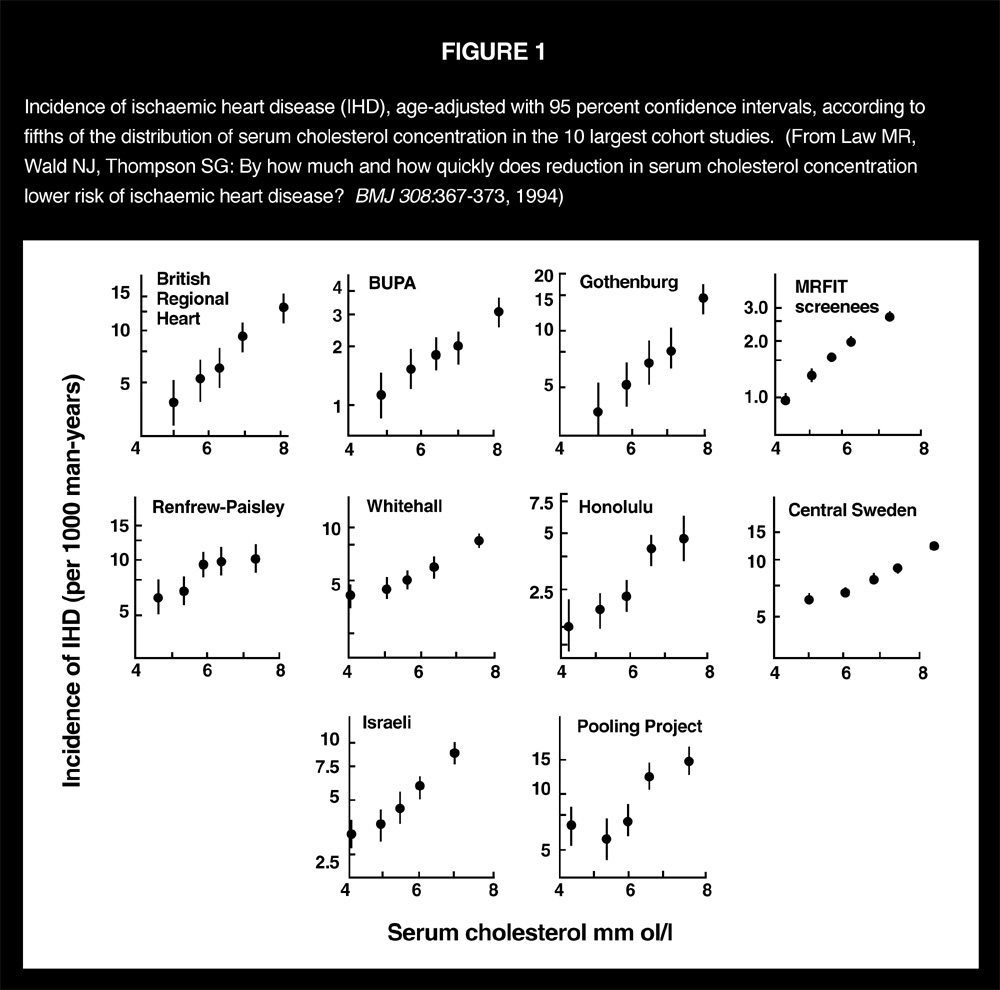 FIGURE 1
Incidence of ischaemic heart disease (IHD), age-adjusted with 95 percent confidence intervals, according to
fifths of the distribution of serum cholesterol concentration in the 10 largest cohort studies. (From Law MR,
Wald NJ, Thompson SG: By how much and how quickly does reduction in serum cholesterol concentration
lower risk of ischaemic heart disease? BMJ 308:367-373, 1994)
Incidence of IHD (per 1000 man-years)
British
Regional
Heart
15
10
5
4 6 8
BUPA
4
3
2
1
4 6 8
Gothenburg
20
15
10
5
4 6 8
MRFIT
screenees
3.0
2.0
1.0
4 6 8
Renfrew-Paisley
15
10
5
4 6 8
Whitehall
10
5
4 6 8
Honolulu
7.5
5
2.5
4 6 8
Central Sweden
15
10
5
4 6 8
Israeli
10
7.5
5
2.5
4 6 8
Pooling Project
15
10
5
4 6 8
Serum cholesterol mm ol/l